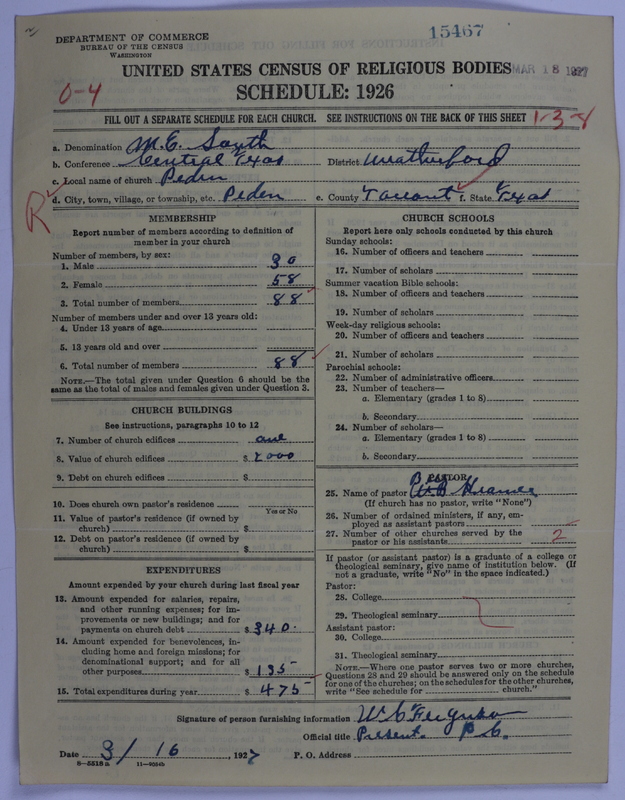 15467
DEPARTMENT OF COMMERCE
BUREAU OF THE CENSUS
WASHINGTON
MAR 18 1927
UNITED STATES CENSUS OF RELIGIOUS BODIES
SCHEDULE: 1926
0-4
FILL OUT A SEPARATE SCHEDULE FOR EACH CHURCH. SEE INSTRUCTIONS ON THE BACK OF THIS SHEET
1-3-8
a. Denomination M.E. South
b. Conference Central Texas District Weatherford
c. Local name of church Peden
R
d. City, town, village, or township, etc. Peden e. County Tarrant f. State Texas
MEMBERSHIP
Report number of members according to definition of
member in your church
Number of members, by sex:
1. Male 30
2. Female 58
3. Total number of members 88
Number of members under and over 13 years old:
4. Under 13 years of age
5. 13 years old and over
6. Total number of members 88
NOTE.—The total given under Question 6 should be the
same as the total of males and females given under Question 3.
CHURCH BUILDINGS
See instructions, paragraphs 10 to 12
7. Number of church edifices one
8. Value of church edifices $ 2000
9. Debt on church edifices $
10. Does church own pastor's residence
Yes or No
11. Value of pastor's residence (if owned by
church) $
12. Debt on pastor's residence (if owned by
church) $
EXPENDITURES
Amount expended by your church during last fiscal year
13. Amount expended for salaries, repairs,
and other running expenses; for im-
provements or new buildings; and for
payments on church debt $ 340.
14. Amount expended for benevolences, in-
cluding home and foreign missions; for
denominational support; and for all
other purposes $ 135-
15. Total expenditures during year $ 475-
CHURCH SCHOOLS
Report here only schools conducted by this church
Sunday schools:
16. Number of officers and teachers
17. Number of scholars
Summer vacation Bible schools:
18. Number of officers and teachers
19. Number of scholars
Week-day religious schools:
20. Number of officers and teachers
21. Number of scholars
Parochial schools:
22. Number of administrative officers
23. Number of teachers—
a. Elementary (grades 1 to 8)
b. Secondary
24. Number of scholars—
a. Elementary (grades 1 to 8)
b. Secondary
PASTOR
25. Name of pastor
(If church has no pastor, write "None")
26. Number of ordained ministers, if any, em-
ployed as assistant pastors
27. Number of other churches served by the
pastor or his assistants 2
If pastor (or assistant pastor) is a graduate of a college or
theological seminary, give name of institution below. (If
not a graduate, write "No" in the space indicated.)
Pastor:
28. College
29. Theological seminary
Assistant pastor:
30. College
31. Theological seminary
NOTE.—Where one pastor serves two or more churches,
Questions 28 and 29 should be answered only on the schedule
for one of the churches; on the schedules for the other churches,
write "See schedule for church."
Signature of person furnishing information W.C. Ferguson
Official title Present P.C.
Date 3/16, 1927 P. O. Address
6-5518a 11-9054b